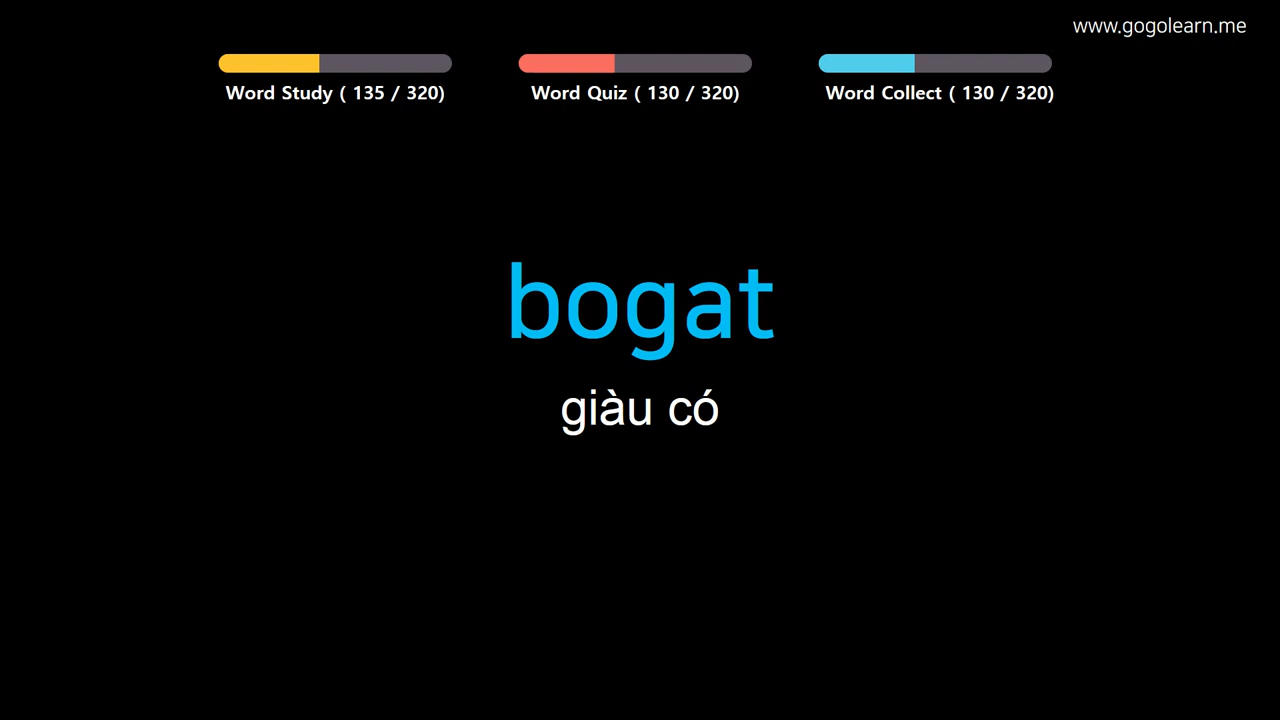 www.gogolearn.me
Word Study ( 135 / 320)
Word Quiz ( 130 / 320)
Word Collect ( 130 / 320)
bogat
giàu có